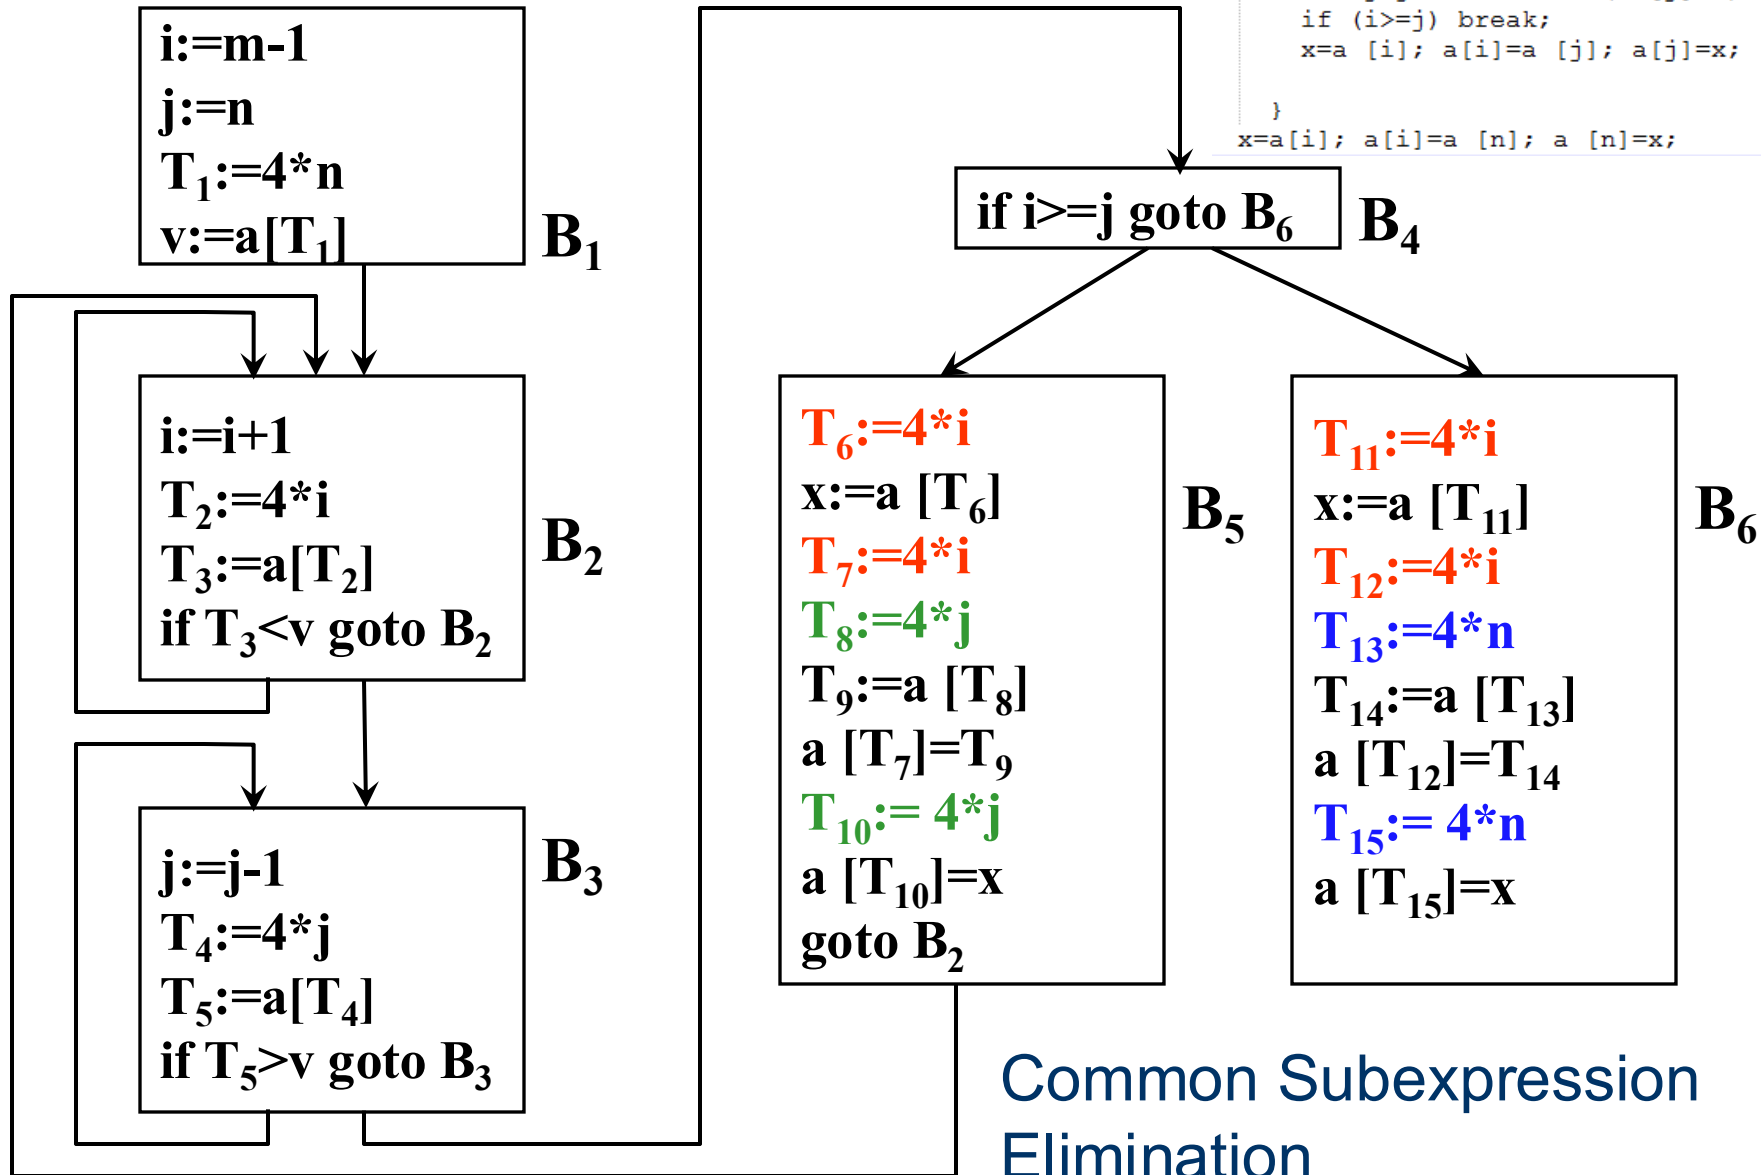 i:=m-1
j:=n
T₁:=4*n
v:=a[T₁]
B₁
i:=i+1
T₂:=4*i
T₃:=a[T₂]
if T₃<v goto B₂
B₂
j:=j-1
T₄:=4*j
T₅:=a[T₄]
if T₅>v goto B₃
B₃
if (i>=j) break;
x=a [i]; a[i]=a [j]; a[j]=x;
}
x=a[i]; a[i]=a [n]; a [n]=x;
if i>=j goto B₆
B₄
T₆:=4*i
x:=a [T₆]
T₇:=4*i
T₈:=4*j
T₉:=a [T₈]
a [T₇]=T₉
T₁₀:= 4*j
a [T₁₀]=x
goto B₂
B₅
T₁₁:=4*i
x:=a [T₁₁]
T₁₂:=4*i
T₁₃:=4*n
T₁₄:=a [T₁₃]
a [T₁₂]=T₁₄
T₁₅:= 4*n
a [T₁₅]=x
B₆
Common Subexpression
Elimination